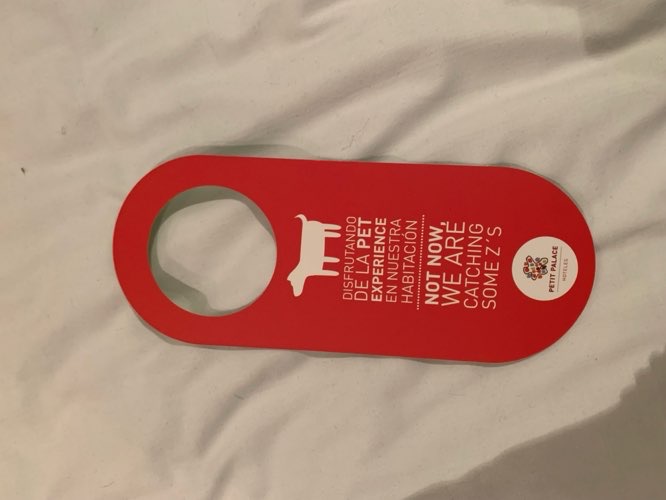 DISFRUTANDO
DE LA PET
EXPERIENCE
EN NUESTRA
HABITACIÓN
NOT NOW,
WE ARE
CATCHING
SOME Z´S
PETIT PALACE
HOTELES